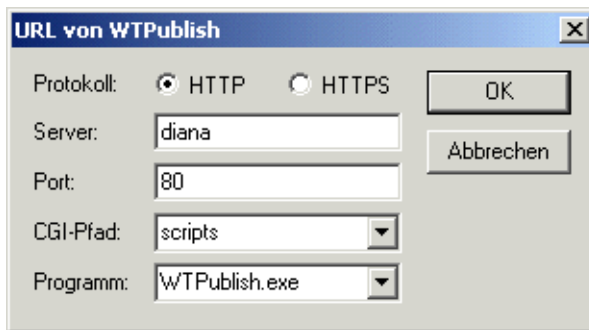 URL von WTPublish
Protokoll: HTTP HTTPS OK
Server: diana
Abbrechen
Port: 80
CGI-Pfad: scripts
Programm: WTPublish.exe